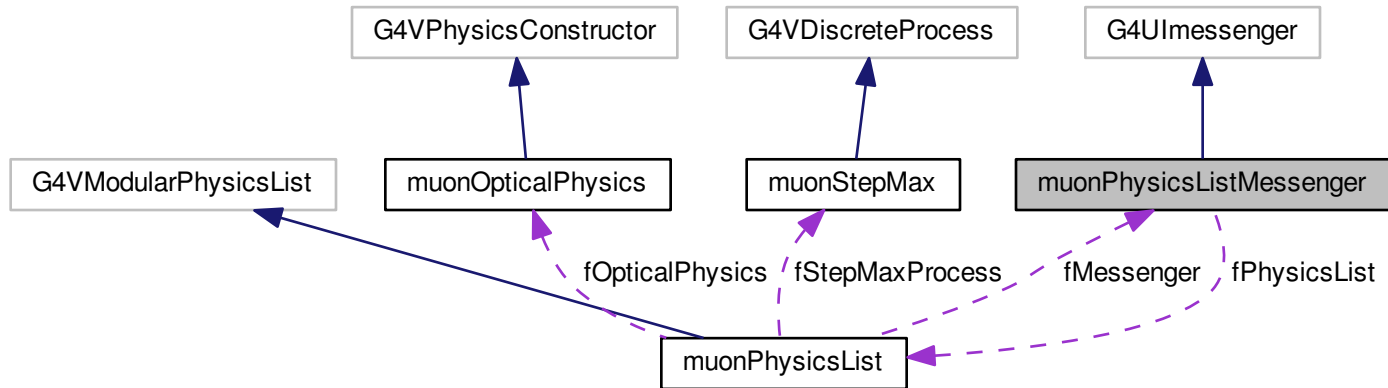 G4VPhysicsConstructor
G4VDiscreteProcess
G4UImessenger
G4VModularPhysicsList
muonOpticalPhysics
muonStepMax
muonPhysicsListMessenger
fOpticalPhysics
fStepMaxProcess
fMessenger
fPhysicsList
muonPhysicsList